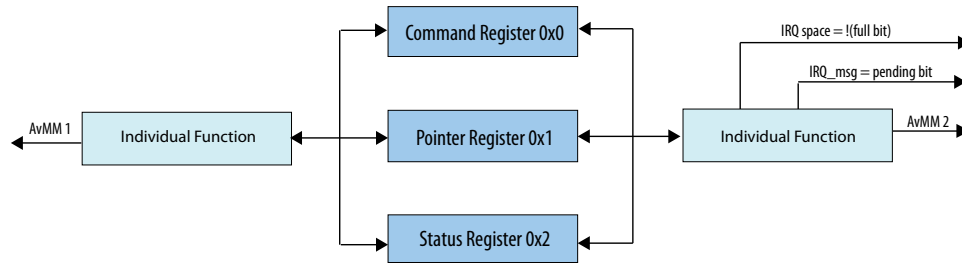 Command Register 0x0
IRQ space = !(full bit)
IRQ_msg = pending bit
AvMM 1
Individual Function
Pointer Register 0x1
Individual Function
AvMM 2
Status Register 0x2